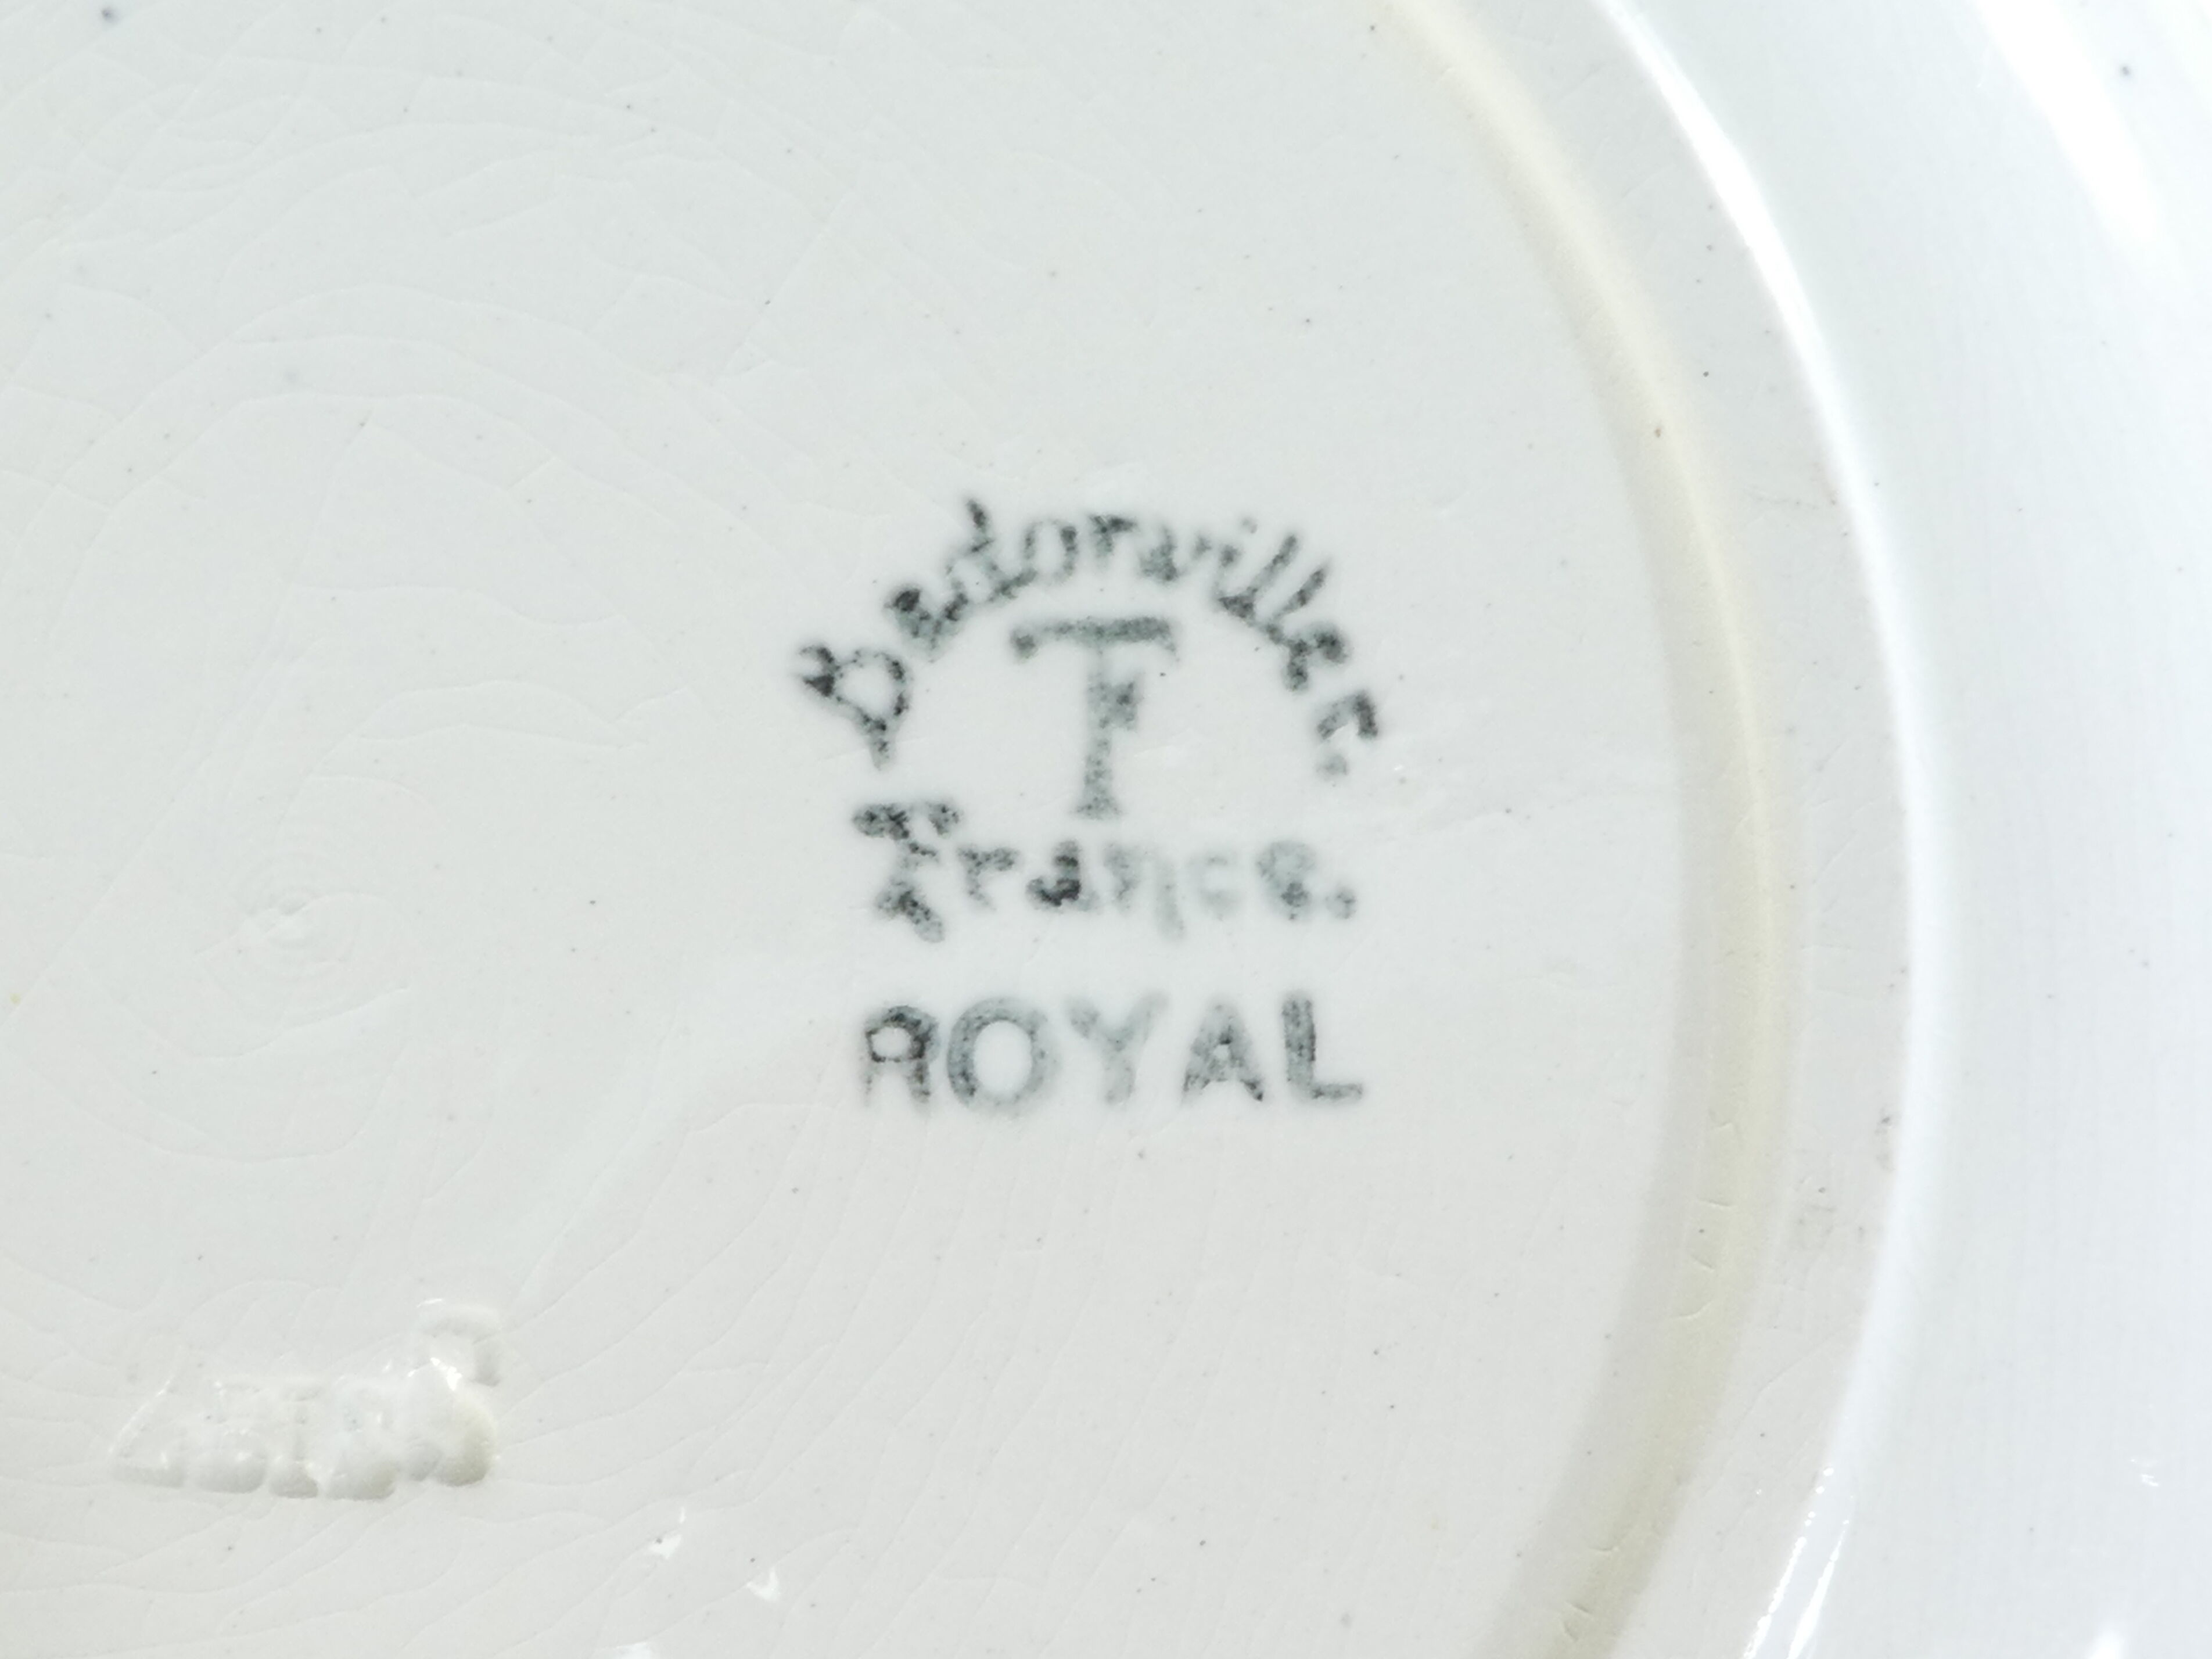 Badonviller
T
France.
ROYAL